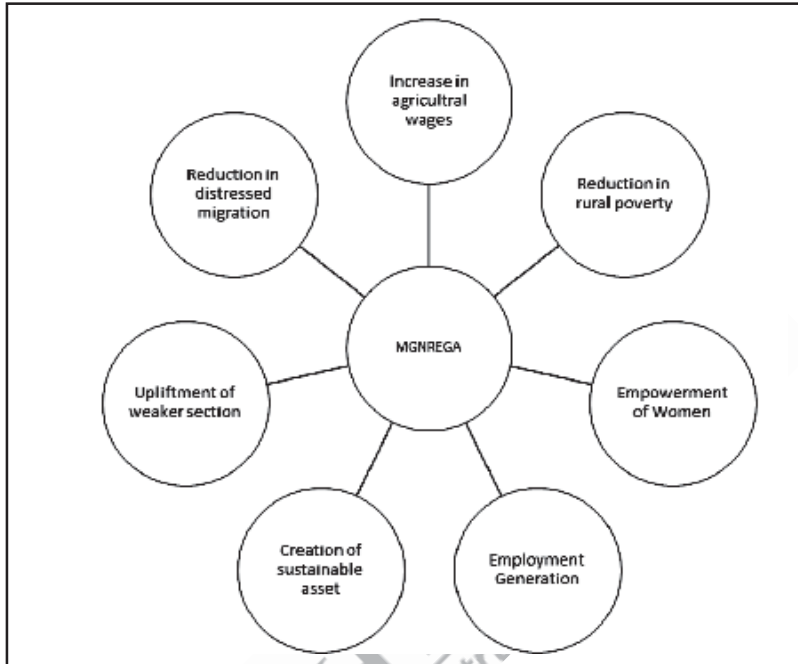 Increase in
agricultral
wages
Reduction in
rural poverty
Empowerment
of Women
Employment
Generation
Creation of
sustainable
asset
Upliftment of
weaker section
Reduction in
distressed
migration
MGNREGA